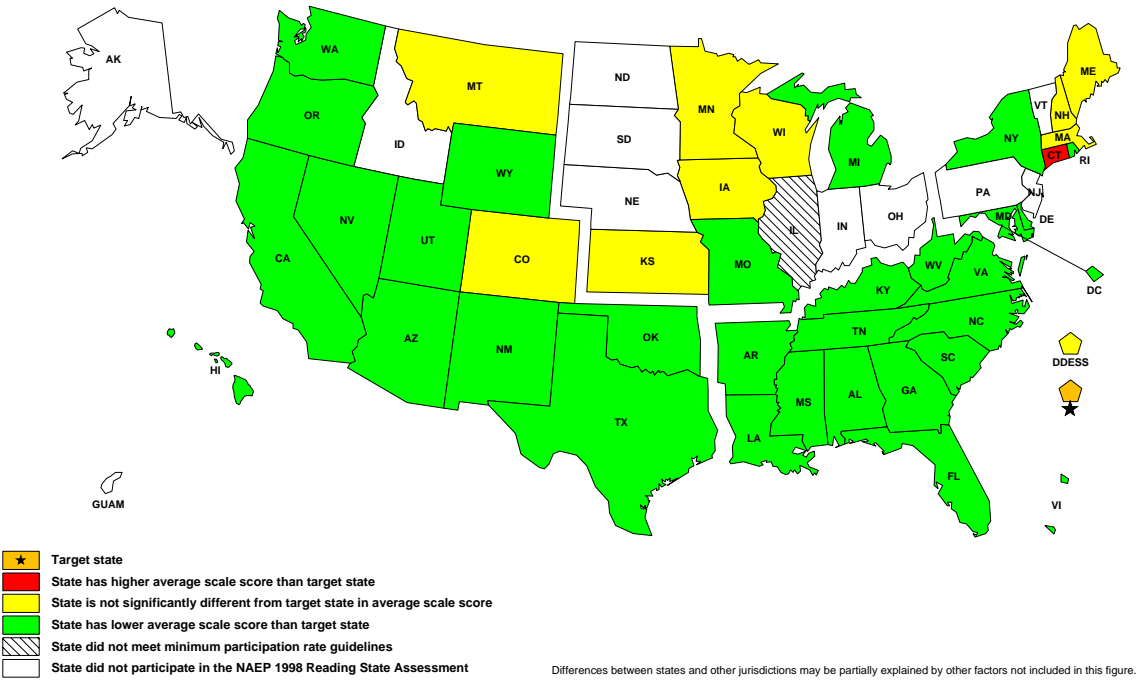 AK
WA
MT
ND
MN
ME
VT
NH
OR
ID
SD
WI
NY
MA
CT
RI
MI
WY
NE
IA
PA
NJ
NV
UT
CO
KS
IL
IN
OH
MD
DE
CA
MO
WV
VA
DC
KY
AZ
NM
OK
AR
TN
NC
SC
DDESS
HI
TX
MS
AL
GA
LA
FL
VI
GUAM
Target state
State has higher average scale score than target state
State is not significantly different from target state in average scale score
State has lower average scale score than target state
State did not meet minimum participation rate guidelines
State did not participate in the NAEP 1998 Reading State Assessment
Differences between states and other jurisdictions may be partially explained by other factors not included in this figure.